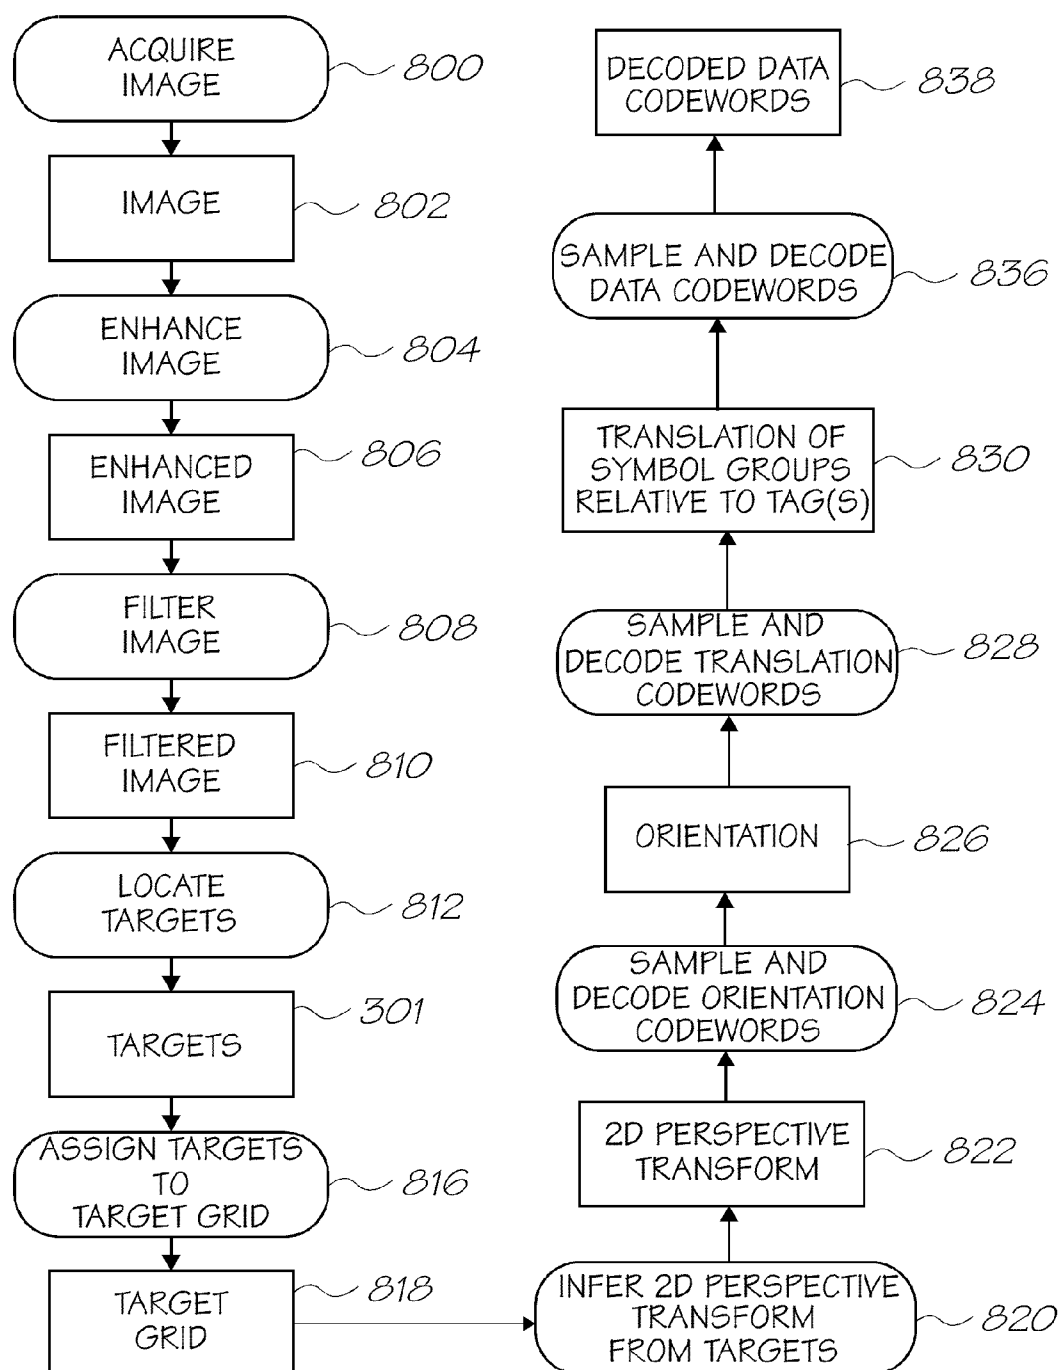 ACQUIRE
IMAGE
800
IMAGE
802
ENHANCE
IMAGE
804
ENHANCED
IMAGE
806
FILTER
IMAGE
808
FILTERED
IMAGE
810
LOCATE
TARGETS
812
TARGETS
301
ASSIGN TARGETS
TO
TARGET GRID
816
TARGET
GRID
818
INFER 2D PERSPECTIVE
TRANSFORM
FROM TARGETS
820
2D PERSPECTIVE
TRANSFORM
822
SAMPLE AND
DECODE ORIENTATION
CODEWORDS
824
ORIENTATION
826
SAMPLE AND
DECODE TRANSLATION
CODEWORDS
828
TRANSLATION OF
SYMBOL GROUPS
RELATIVE TO TAG(S)
830
SAMPLE AND DECODE
DATA CODEWORDS
836
DECODED DATA
CODEWORDS
838